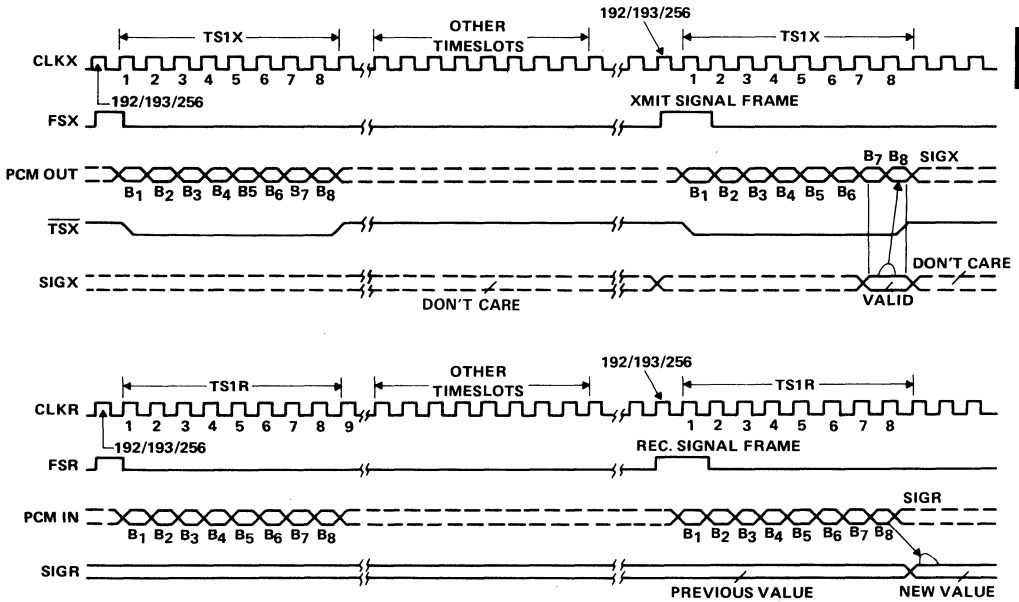 TS1X
OTHER
TIMESLOTS
192/193/256
TS1X
CLKX
1 2 3 4 5 6 7 8
1 2 3 4 5 6 7 8
192/193/256
XMIT SIGNAL FRAME
FSX
B7 B8 SIGX
PCM OUT
B1 B2 B3 B4 B5 B6 B7 B8
B1 B2 B3 B4 B5 B6
TSX
DON'T CARE
SIGX
DON'T CARE
VALID
192/193/256
TS1R
OTHER
TIMESLOTS
TS1R
CLKR
1 2 3 4 5 6 7 8 9
1 2 3 4 5 6 7 8
192/193/256
REC. SIGNAL FRAME
FSR
SIGR
PCM IN
B1 B2 B3 B4 B5 B6 B7 B8
B1 B2 B3 B4 B5 B6 B7 B8
SIGR
PREVIOUS VALUE
NEW VALUE